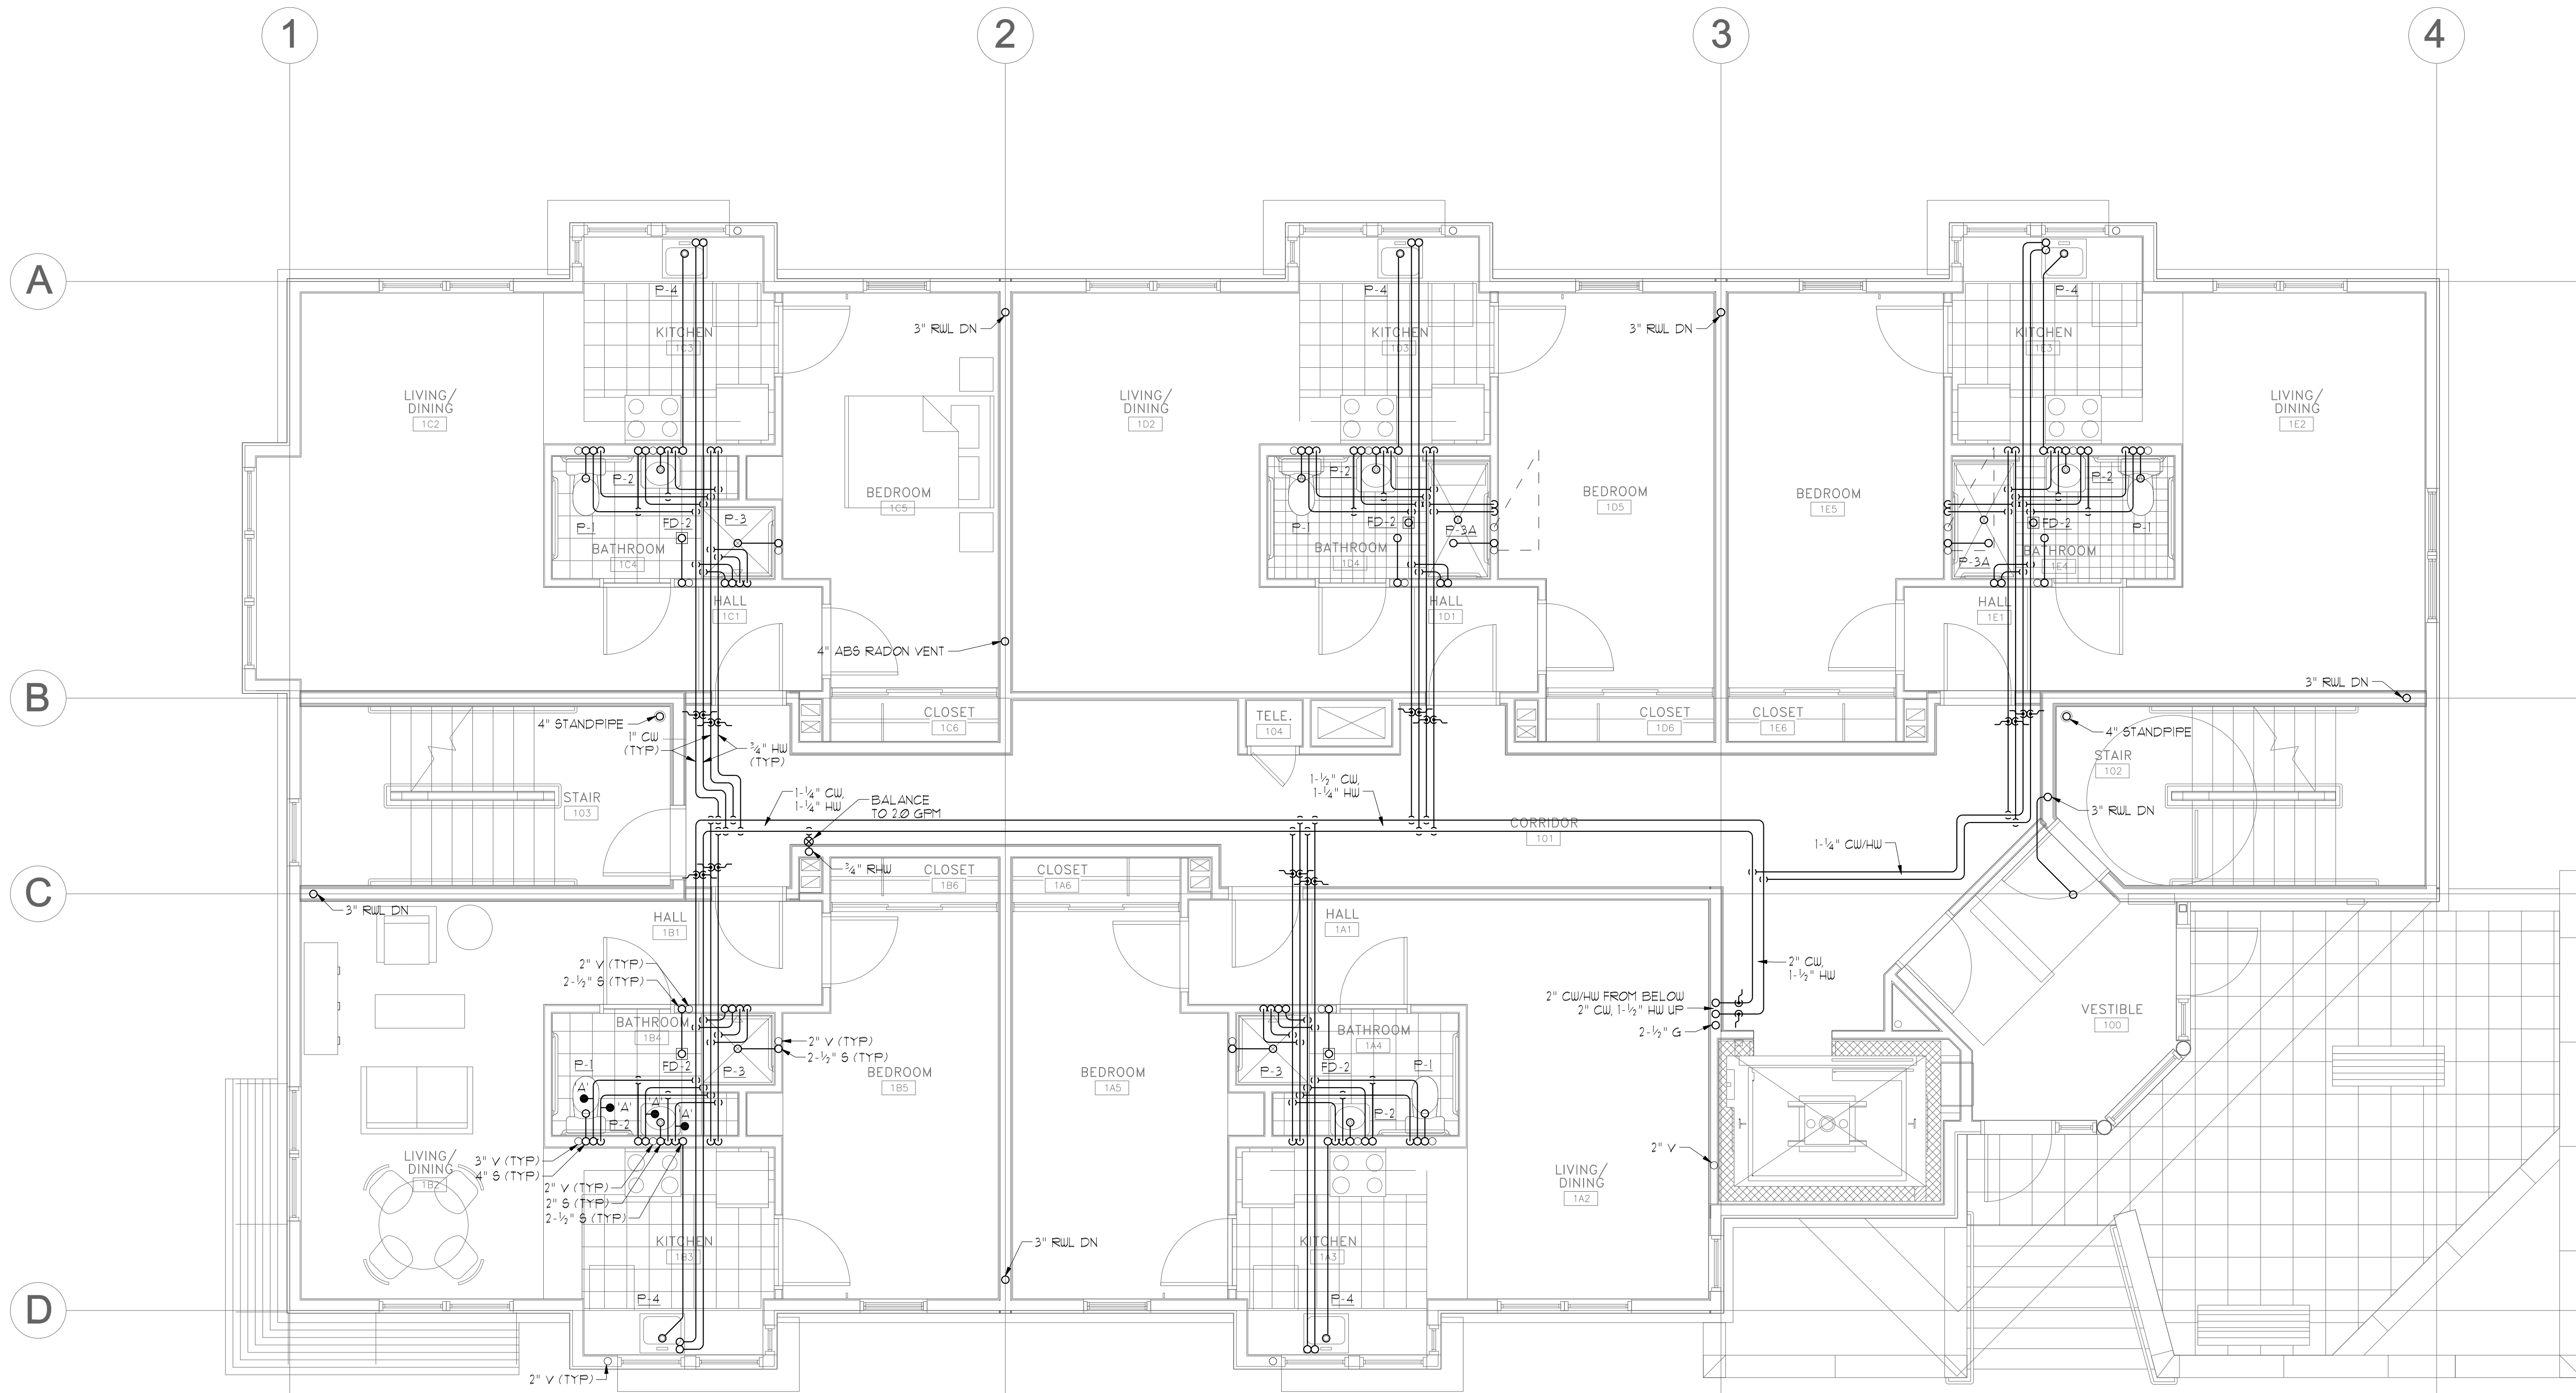 1
2
3
4
A
P-4
P-4
P-4
3" RWL DN
3" RWL DN
KITCHEN
1C3
KITCHEN
1D3
KITCHEN
1E3
LIVING/
DINING
1C2
LIVING/
DINING
1D2
LIVING/
DINING
1E2
P-2
P-2
P-2
BEDROOM
1C5
BEDROOM
1D5
BEDROOM
1E5
P-1
FD-2
P-3
P-1
FD-2
P-3A
FD-2
P-1
P-3A
BATHROOM
1C4
BATHROOM
1D4
BATHROOM
1E4
HALL
1C1
HALL
1D1
HALL
1E1
4" ABS RADON VENT
B
3" RWL DN
4" STANDPIPE
1" CW
(TYP)
3/4" HW
(TYP)
CLOSET
1C6
TELE.
104
CLOSET
1D6
CLOSET
1E6
4" STANDPIPE
STAIR
102
STAIR
103
1-1/4" CW,
1-1/4" HW
BALANCE
TO 2.0 GPM
1-1/2" CW,
1-1/4" HW
CORRIDOR
101
3" RWL DN
1-1/4" CW/HW
3/4" RHW
CLOSET
1B6
CLOSET
1A6
C
3" RWL DN
HALL
1B1
HALL
1A1
2" V (TYP)
2-1/2" S (TYP)
2" CW,
1-1/2" HW
2" CW/HW FROM BELOW
2" CW, 1-1/2" HW UP
2-1/2" G
VESTIBLE
100
BATHROOM
1B4
BATHROOM
1A4
2" V (TYP)
2-1/2" S (TYP)
P-1
FD-2
P-3
BEDROOM
1B5
BEDROOM
1A5
P-3
FD-2
P-1
'A'
'A'
'A'
'A'
P-2
P-2
2" V
3" V (TYP)
4" S (TYP)
2" V (TYP)
2" S (TYP)
2-1/2" S (TYP)
LIVING/
DINING
1B2
LIVING/
DINING
1A2
KITCHEN
1B3
KITCHEN
1A3
3" RWL DN
P-4
P-4
D
2" V (TYP)